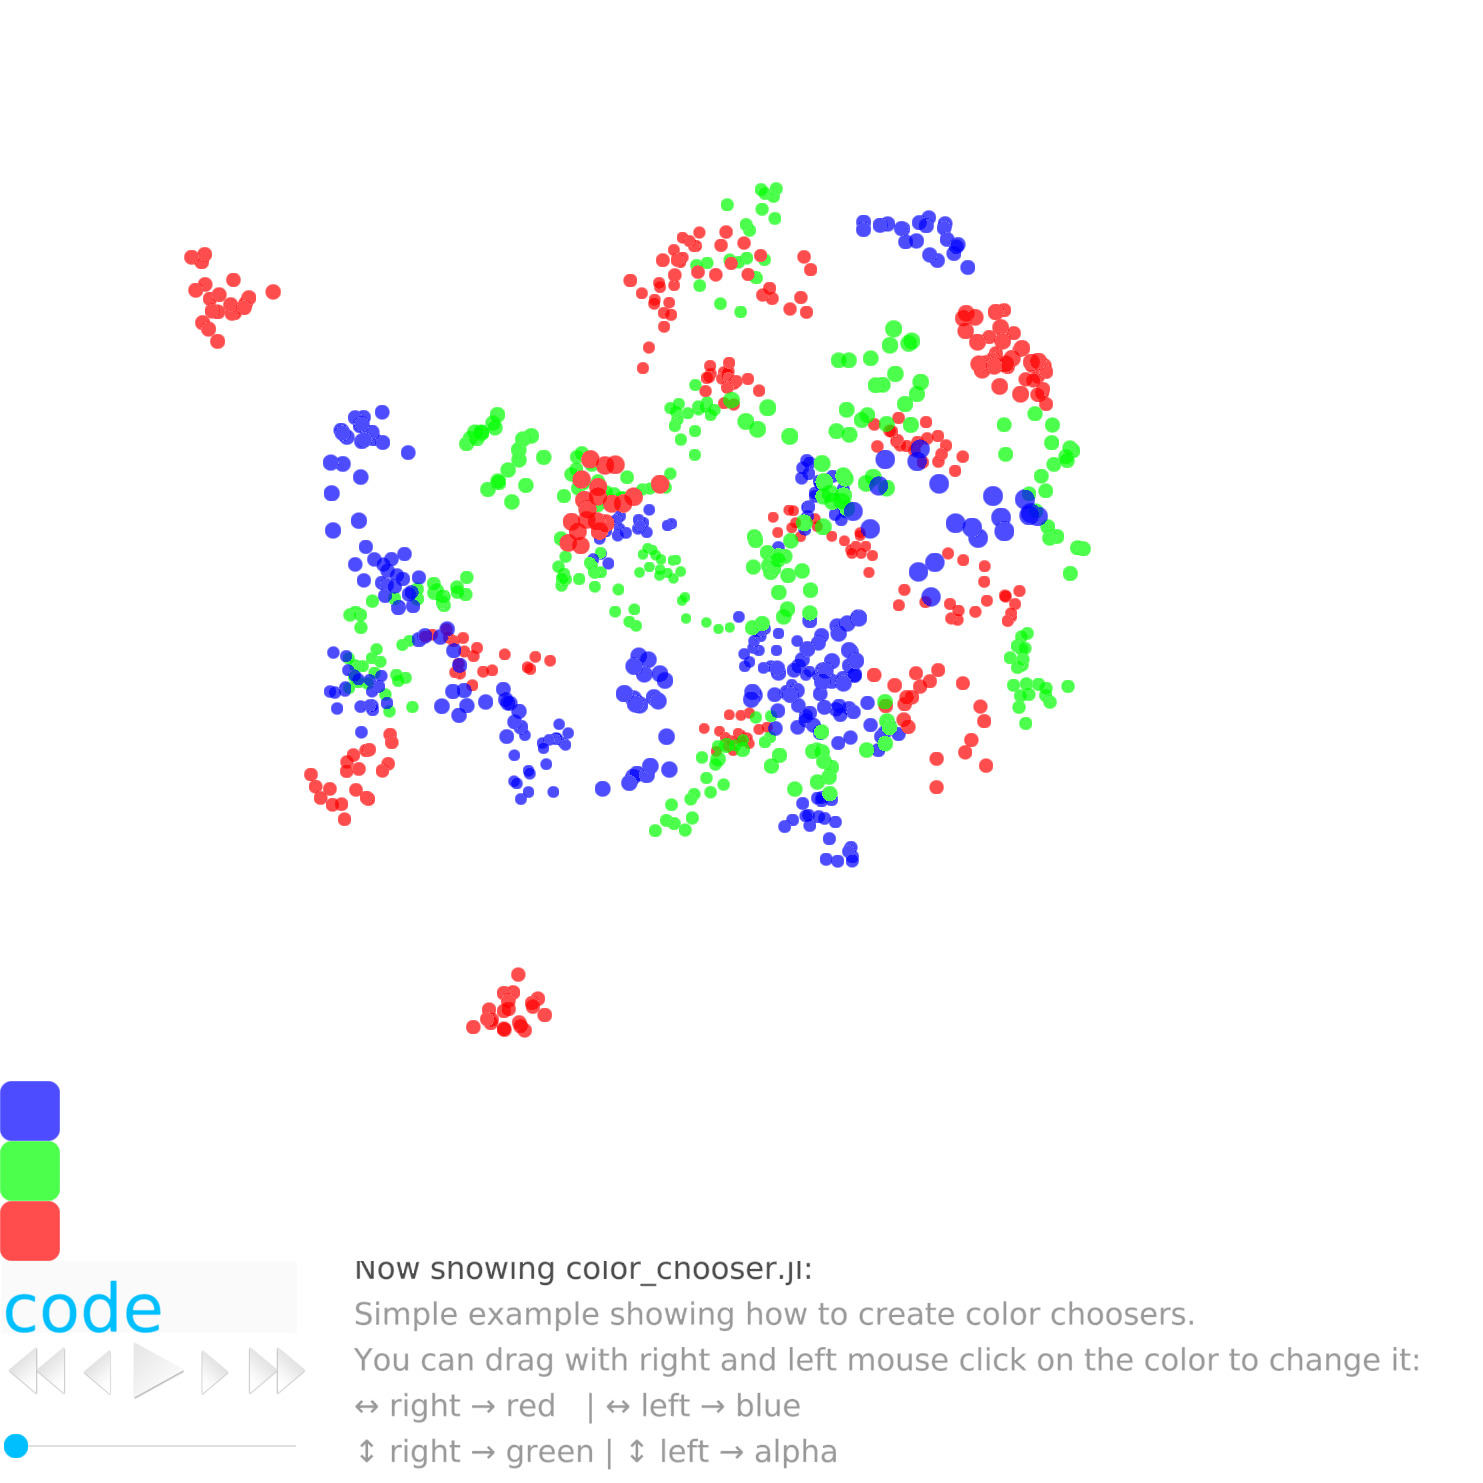 code
Now showing color_chooser.jl:
Simple example showing how to create color choosers.
You can drag with right and left mouse click on the color to change it:
↔ right → red | ↔ left → blue
↕ right → green | ↕ left → alpha